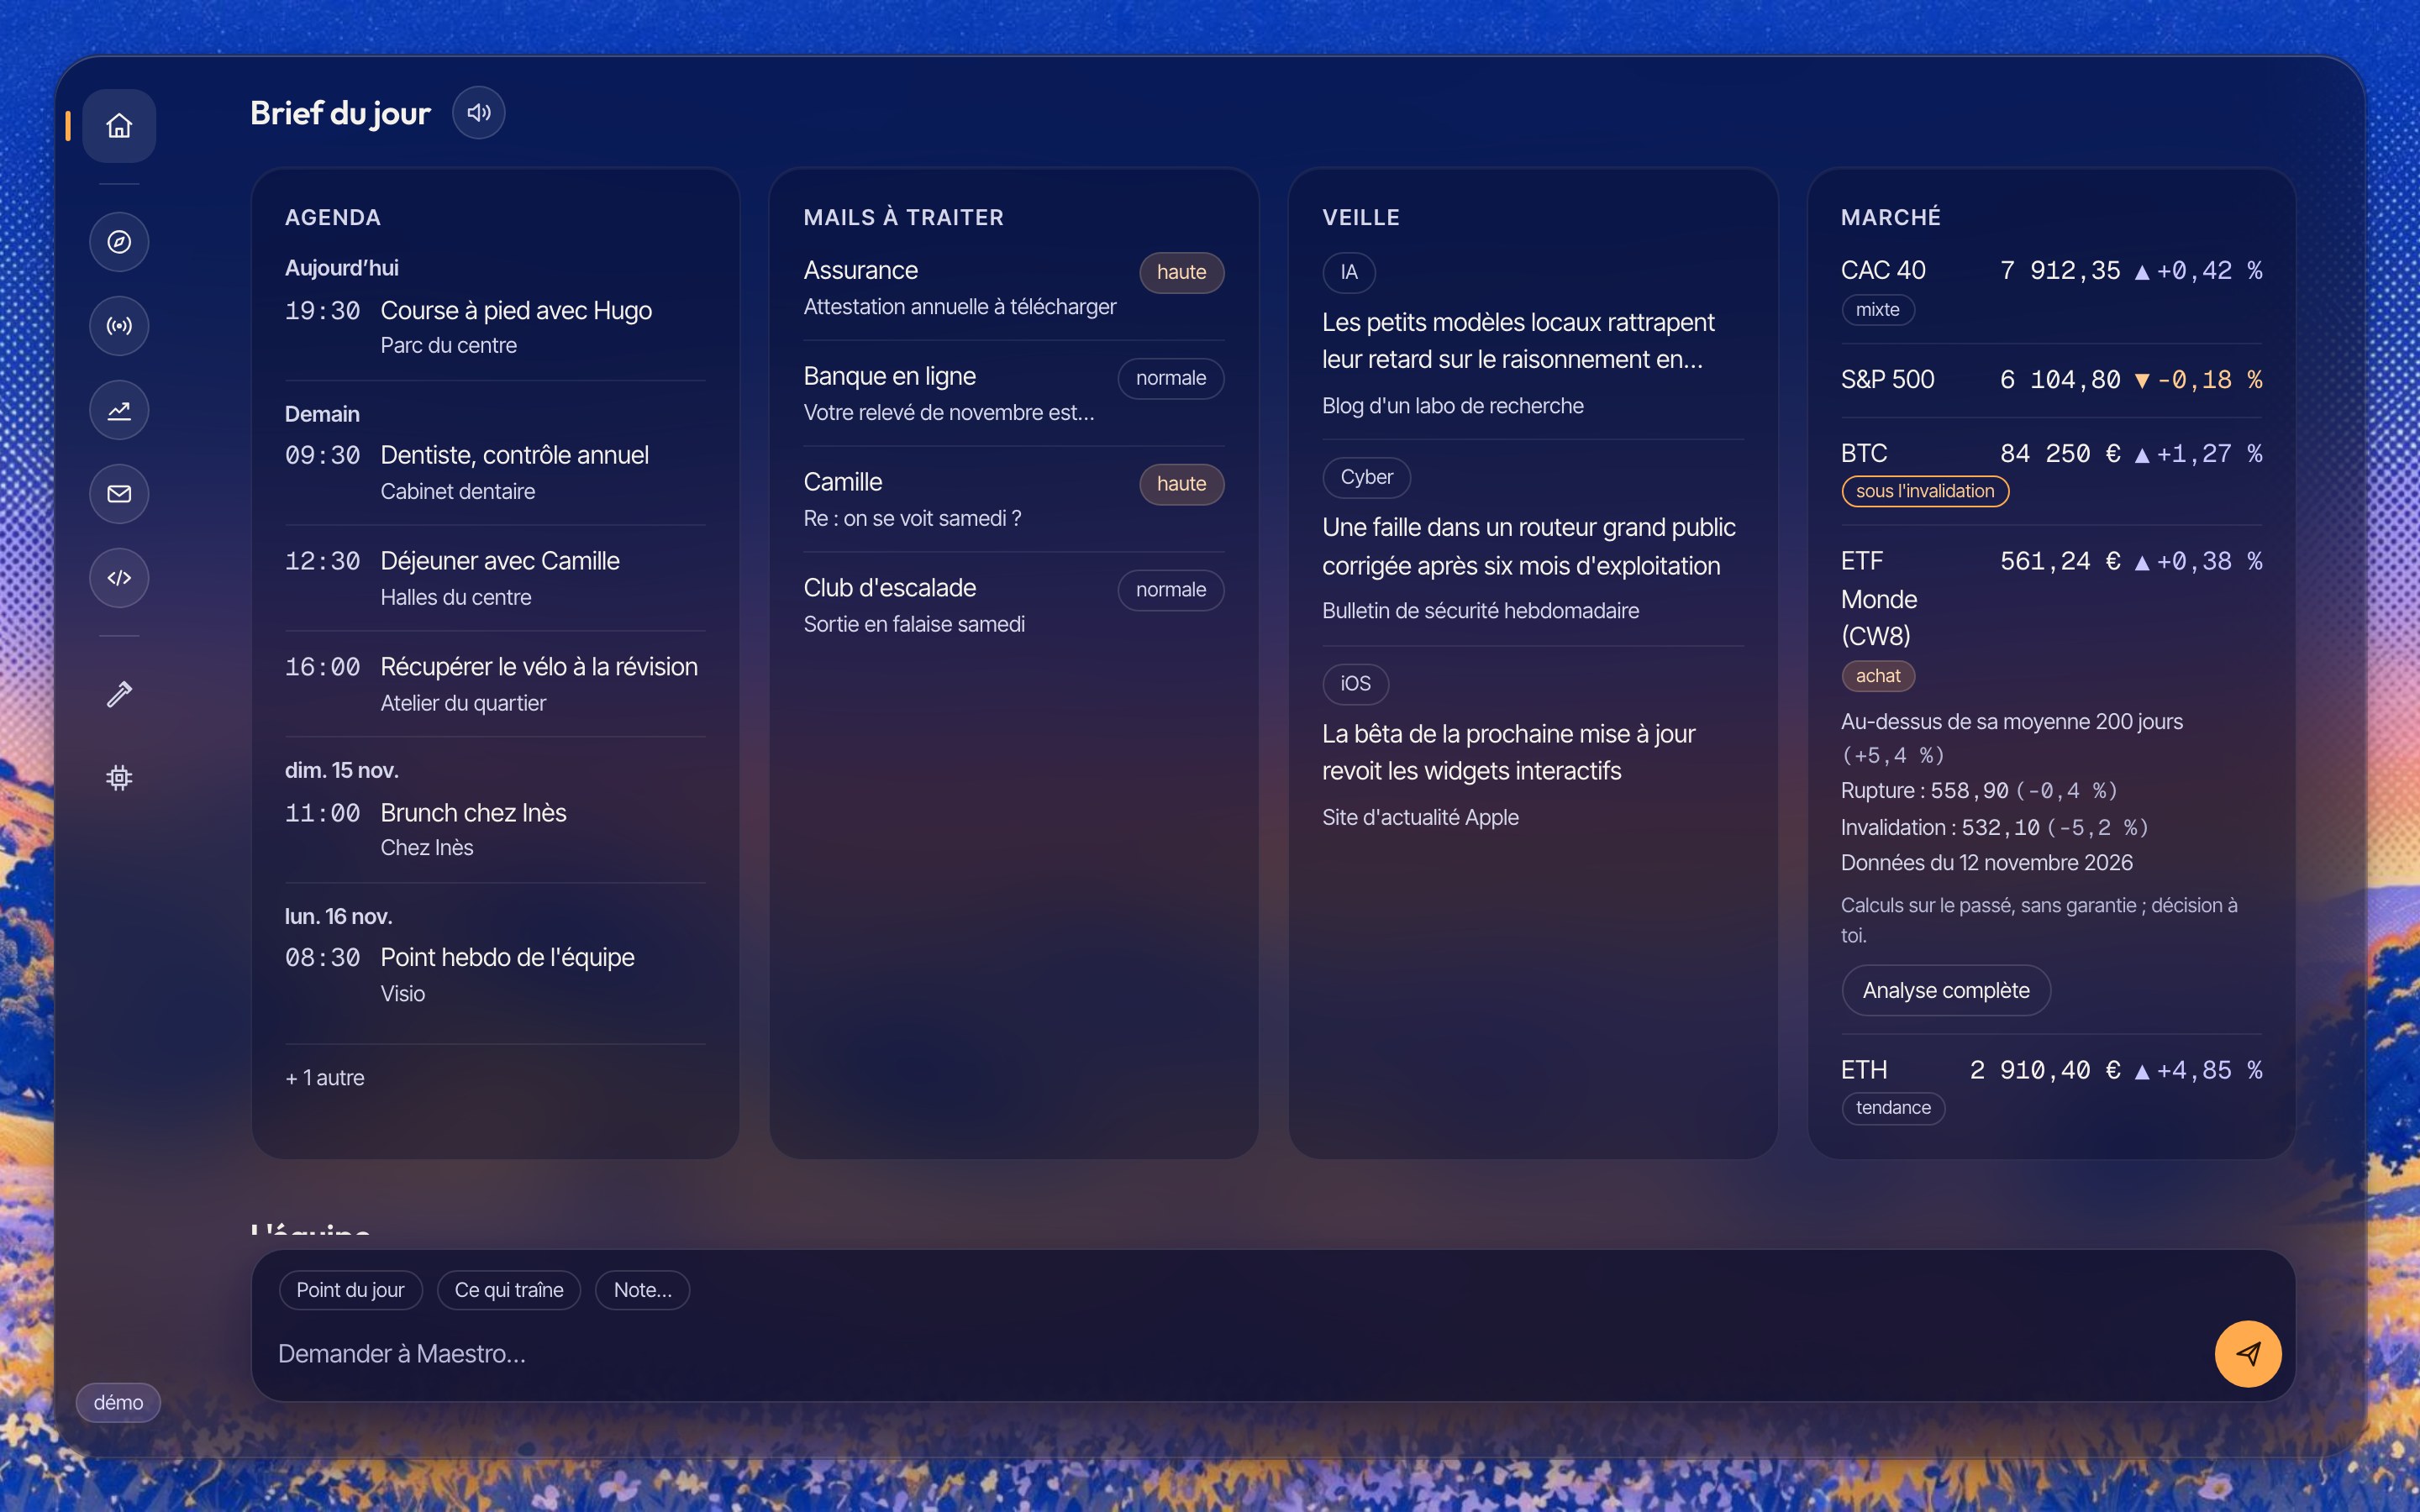 Brief du jour
AGENDA
Aujourd'hui
19:30 Course à pied avec Hugo
Parc du centre
Demain
09:30 Dentiste, contrôle annuel
Cabinet dentaire
12:30 Déjeuner avec Camille
Halles du centre
16:00 Récupérer le vélo à la révision
Atelier du quartier
dim. 15 nov.
11:00 Brunch chez Inès
Chez Inès
lun. 16 nov.
08:30 Point hebdo de l'équipe
Visio
+ 1 autre
MAILS À TRAITER
Assurance haute
Attestation annuelle à télécharger
Banque en ligne normale
Votre relevé de novembre est...
Camille haute
Re : on se voit samedi ?
Club d'escalade normale
Sortie en falaise samedi
VEILLE
IA
Les petits modèles locaux rattrapent
leur retard sur le raisonnement en...
Blog d'un labo de recherche
Cyber
Une faille dans un routeur grand public
corrigée après six mois d'exploitation
Bulletin de sécurité hebdomadaire
iOS
La bêta de la prochaine mise à jour
revoit les widgets interactifs
Site d'actualité Apple
MARCHÉ
CAC 40 7 912,35 ▲ +0,42 %
mixte
S&P 500 6 104,80 ▼ -0,18 %
BTC 84 250 € ▲ +1,27 %
sous l'invalidation
ETF 561,24 € ▲ +0,38 %
Monde
(CW8)
achat
Au-dessus de sa moyenne 200 jours
(+5,4 %)
Rupture : 558,90 (-0,4 %)
Invalidation : 532,10 (-5,2 %)
Données du 12 novembre 2026
Calculs sur le passé, sans garantie ; décision à
toi.
Analyse complète
ETH 2 910,40 € ▲ +4,85 %
tendance
L'équipe
Point du jour Ce qui traîne Note...
Demander à Maestro...
démo